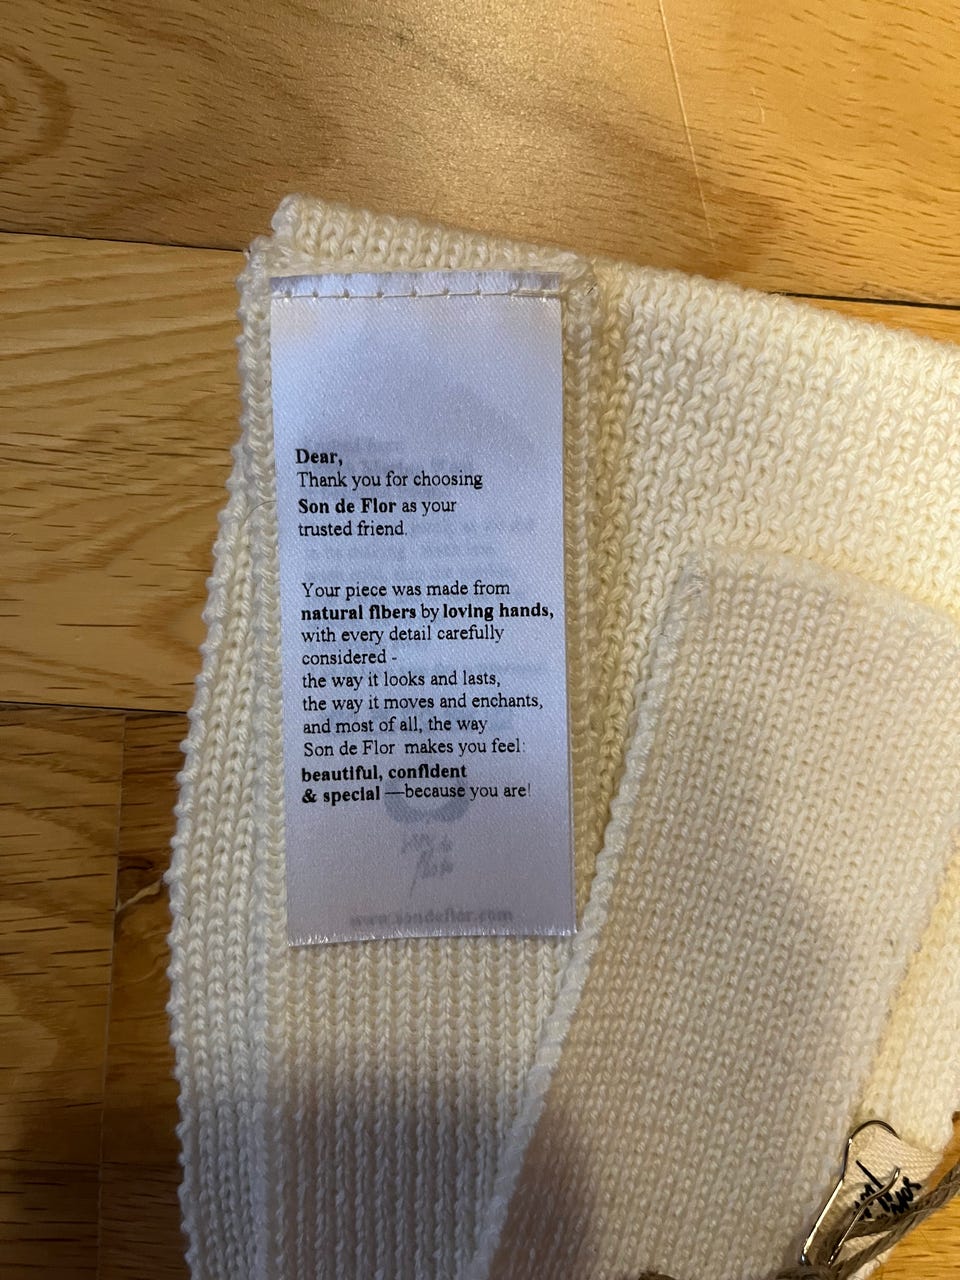 Dear,
Thank you for choosing
Son de Flor as your
trusted friend.
Your piece was made from
natural fibers by loving hands,
with every detail carefully
considered -
the way it looks and lasts,
the way it moves and enchants,
and most of all, the way
Son de Flor makes you feel:
beautiful, confident
& special —because you are!
www.sondeflor.com